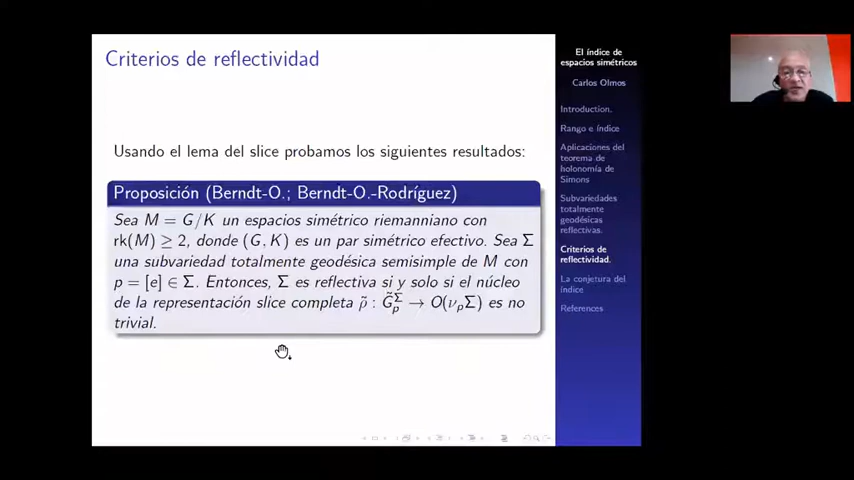 Criterios de reflectividad
Usando el lema del slice probamos los siguientes resultados:
Proposición (Berndt-O.; Berndt-O.-Rodríguez)
Sea M = G/K un espacios simétrico riemanniano con
rk(M) ≥ 2, donde (G, K) es un par simétrico efectivo. Sea Σ
una subvariedad totalmente geodésica semisimple de M con
p = [e] ∈ Σ. Entonces, Σ es reflectiva si y solo si el núcleo
de la representación slice completa ρ̃ : G̃ᵖ^Σ → O(νₚΣ) es no
trivial.
El índice de
espacios simétricos
Carlos Olmos
Introduction.
Rango e índice
Aplicaciones del
teorema de
holonomía de
Simons
Subvariedades
totalmente
geodésicas
reflectivas.
Criterios de
reflectividad.
La conjetura del
índice
References